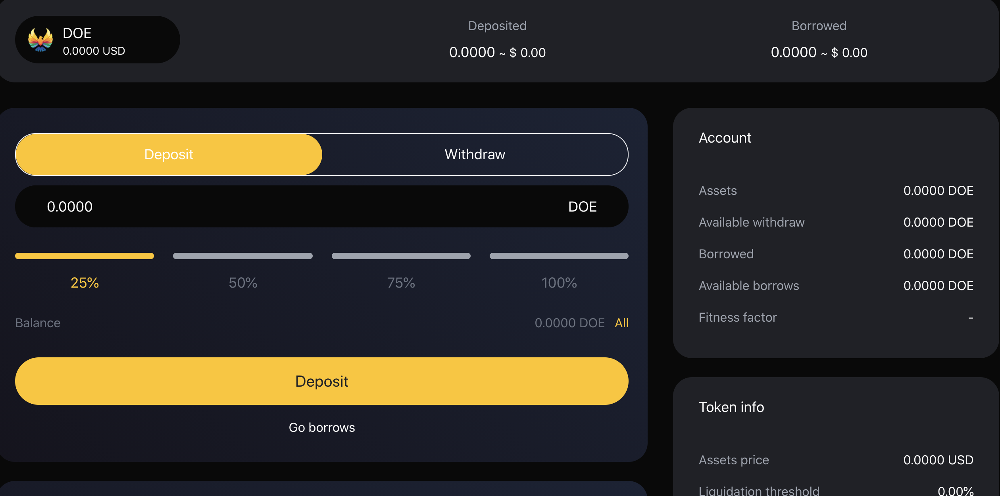 DOE
0.0000 USD
Deposited
0.0000 ~ $ 0.00
Borrowed
0.0000 ~ $ 0.00
Deposit
Withdraw
0.0000
DOE
25%
50%
75%
100%
Balance
0.0000 DOE
All
Deposit
Go borrows
Account
Assets
0.0000 DOE
Available withdraw
0.0000 DOE
Borrowed
0.0000 DOE
Available borrows
0.0000 DOE
Fitness factor
-
Token info
Assets price
0.0000 USD
Liquidation threshold
0.00%